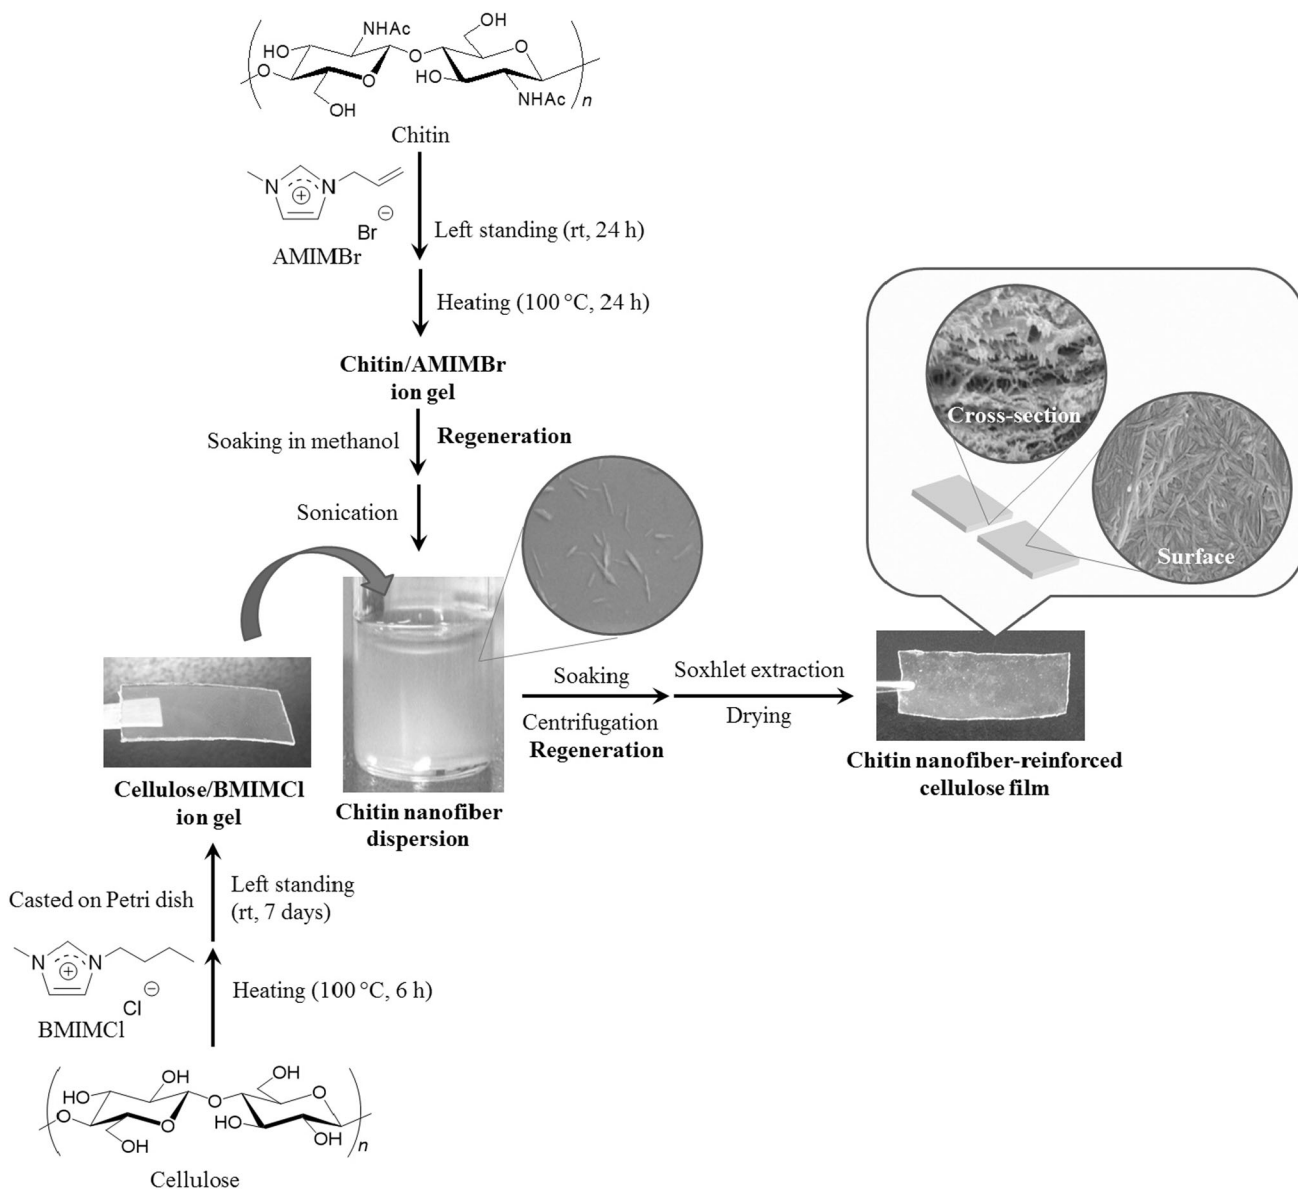 OH
NHAc
HO
O
O
O
O
HO
OH
NHAc
n
Chitin
N
N
+
Br
−
AMIMBr
Left standing (rt, 24 h)
Heating (100 °C, 24 h)
Chitin/AMIMBr
ion gel
Soaking in methanol
Regeneration
Sonication
Cross-section
Surface
Soaking
Centrifugation
Regeneration
Soxhlet extraction
Drying
Cellulose/BMIMCl
ion gel
Chitin nanofiber
dispersion
Chitin nanofiber-reinforced
cellulose film
Casted on Petri dish
Left standing
(rt, 7 days)
N
N
+
Cl
−
BMIMCl
Heating (100 °C, 6 h)
OH
OH
HO
O
O
O
O
HO
OH
OH
n
Cellulose